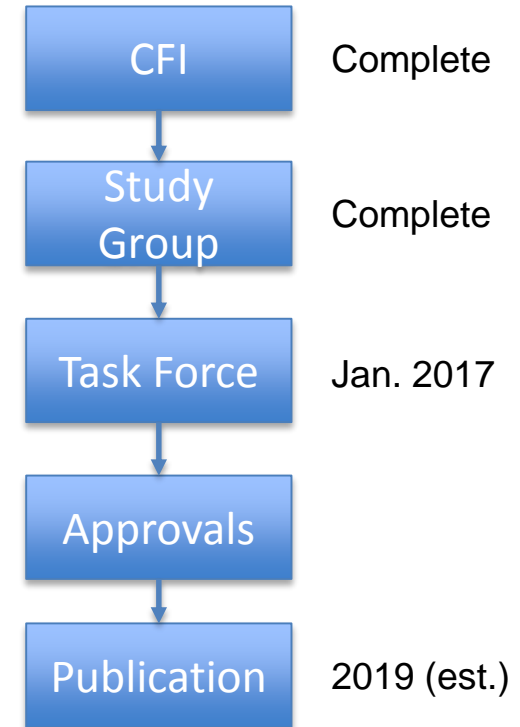 CFI
Complete
Study
Group
Complete
Task Force
Jan. 2017
Approvals
Publication
2019 (est.)